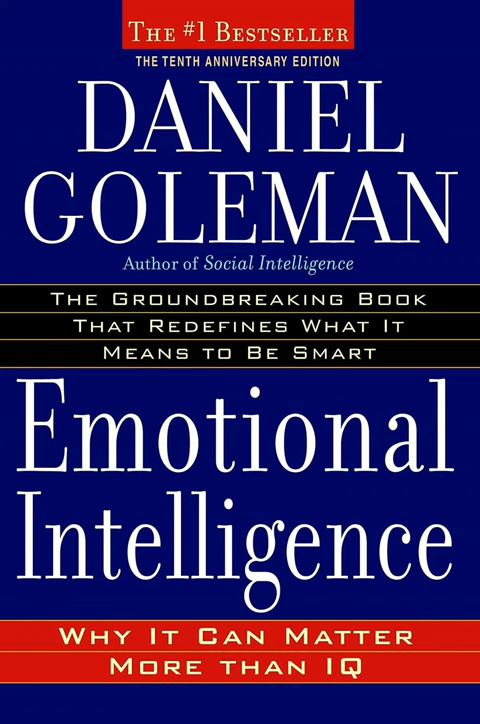 THE #1 BESTSELLER
THE TENTH ANNIVERSARY EDITION
DANIEL
GOLEMAN
Author of Social Intelligence
THE GROUNDBREAKING BOOK
THAT REDEFINES WHAT IT
MEANS TO BE SMART
Emotional
Intelligence
WHY IT CAN MATTER
MORE THAN IQ